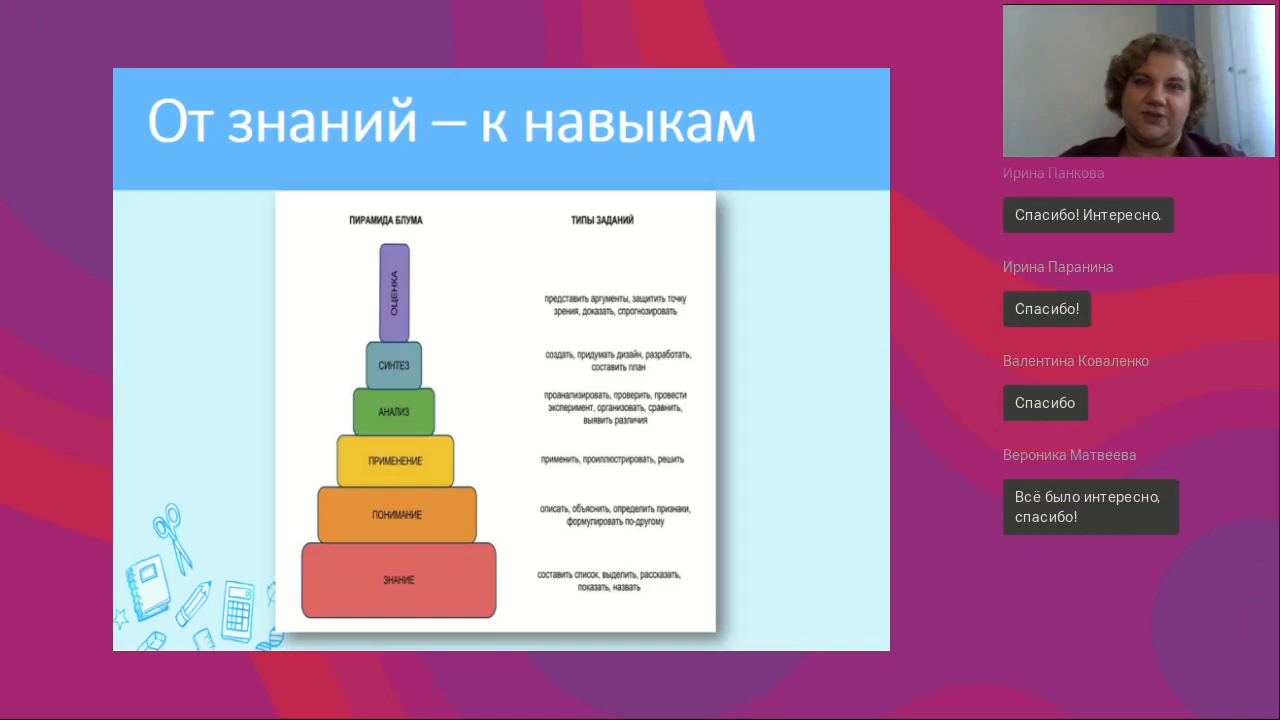 От знаний – к навыкам
ПИРАМИДА БЛУМА
ТИПЫ ЗАДАНИЙ
ОЦЕНКА
представить аргументы, защитить точку
зрения, доказать, спрогнозировать
СИНТЕЗ
создать, придумать дизайн, разработать,
составить план
АНАЛИЗ
проанализировать, проверить, провести
эксперимент, организовать, сравнить,
выявить различия
ПРИМЕНЕНИЕ
применить, проиллюстрировать, решить
ПОНИМАНИЕ
описать, объяснить, определить признаки,
формулировать по-другому
ЗНАНИЕ
составить список, выделить, рассказать,
показать, назвать
Ирина Панкова
Спасибо! Интересно.
Ирина Паранина
Спасибо!
Валентина Коваленко
Спасибо
Вероника Матвеева
Всё было интересно,
спасибо!